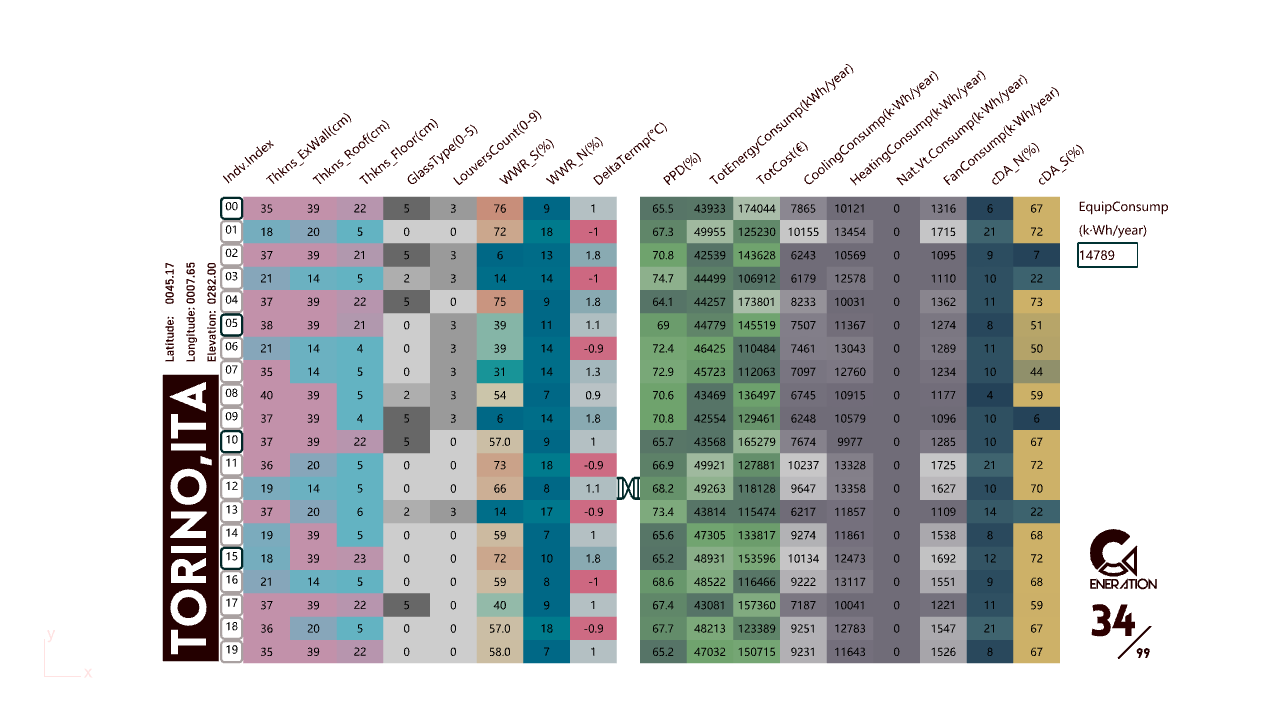 Indv.Index Thkns_ExWall(cm) Thkns_Roof(cm) Thkns_Floor(cm) GlassType(0-5) LouversCount(0-9) WWR_S(%) WWR_N(%) DeltaTermp(°C) PPD(%) TotEnergyConsump(kWh/year) TotCost(€) CoolingConsump(k·Wh/year) HeatingConsump(k·Wh/year) Nat.Vt.Consump(k·Wh/year) FanConsump(k·Wh/year) cDA_N(%) cDA_S(%)
00 35 39 22 5 3 76 9 1 65.5 43933 174044 7865 10121 0 1316 6 67
01 18 20 5 0 0 72 18 -1 67.3 49955 125230 10155 13454 0 1715 21 72
02 37 39 21 5 3 6 13 1.8 70.8 42539 143628 6243 10569 0 1095 9 7
03 21 14 5 2 3 14 14 -1 74.7 44499 106912 6179 12578 0 1110 10 22
04 37 39 22 5 0 75 9 1.8 64.1 44257 173801 8233 10031 0 1362 11 73
05 38 39 21 0 3 39 11 1.1 69 44779 145519 7507 11367 0 1274 8 51
06 21 14 4 0 3 39 14 -0.9 72.4 46425 110484 7461 13043 0 1289 11 50
07 35 14 5 0 3 31 14 1.3 72.9 45723 112063 7097 12760 0 1234 10 44
08 40 39 5 2 3 54 7 0.9 70.6 43469 136497 6745 10915 0 1177 4 59
09 37 39 4 5 3 6 14 1.8 70.8 42554 129461 6248 10579 0 1096 10 6
10 37 39 22 5 0 57.0 9 1 65.7 43568 165279 7674 9977 0 1285 10 67
11 36 20 5 0 0 73 18 -0.9 66.9 49921 127881 10237 13328 0 1725 21 72
12 19 14 5 0 0 66 8 1.1 68.2 49263 118128 9647 13358 0 1627 10 70
13 37 20 6 2 3 14 17 -0.9 73.4 43814 115474 6217 11857 0 1109 14 22
14 19 39 5 0 0 59 7 1 65.6 47305 133817 9274 11861 0 1538 8 68
15 18 39 23 0 0 72 10 1.8 65.2 48931 153596 10134 12473 0 1692 12 72
16 21 14 5 0 0 59 8 -1 68.6 48522 116466 9222 13117 0 1551 9 68
17 37 39 22 5 0 40 9 1 67.4 43081 157360 7187 10041 0 1221 11 59
18 36 20 5 0 0 57.0 18 -0.9 67.7 48213 123389 9251 12783 0 1547 21 67
19 35 39 22 0 0 58.0 7 1 65.2 47032 150715 9231 11643 0 1526 8 67
EquipConsump
(k·Wh/year)
14789
Latitude: 0045.17
Longitude: 0007.65
Elevation: 0282.00
TORINO,ITA
GENERATION
34/99
y
x